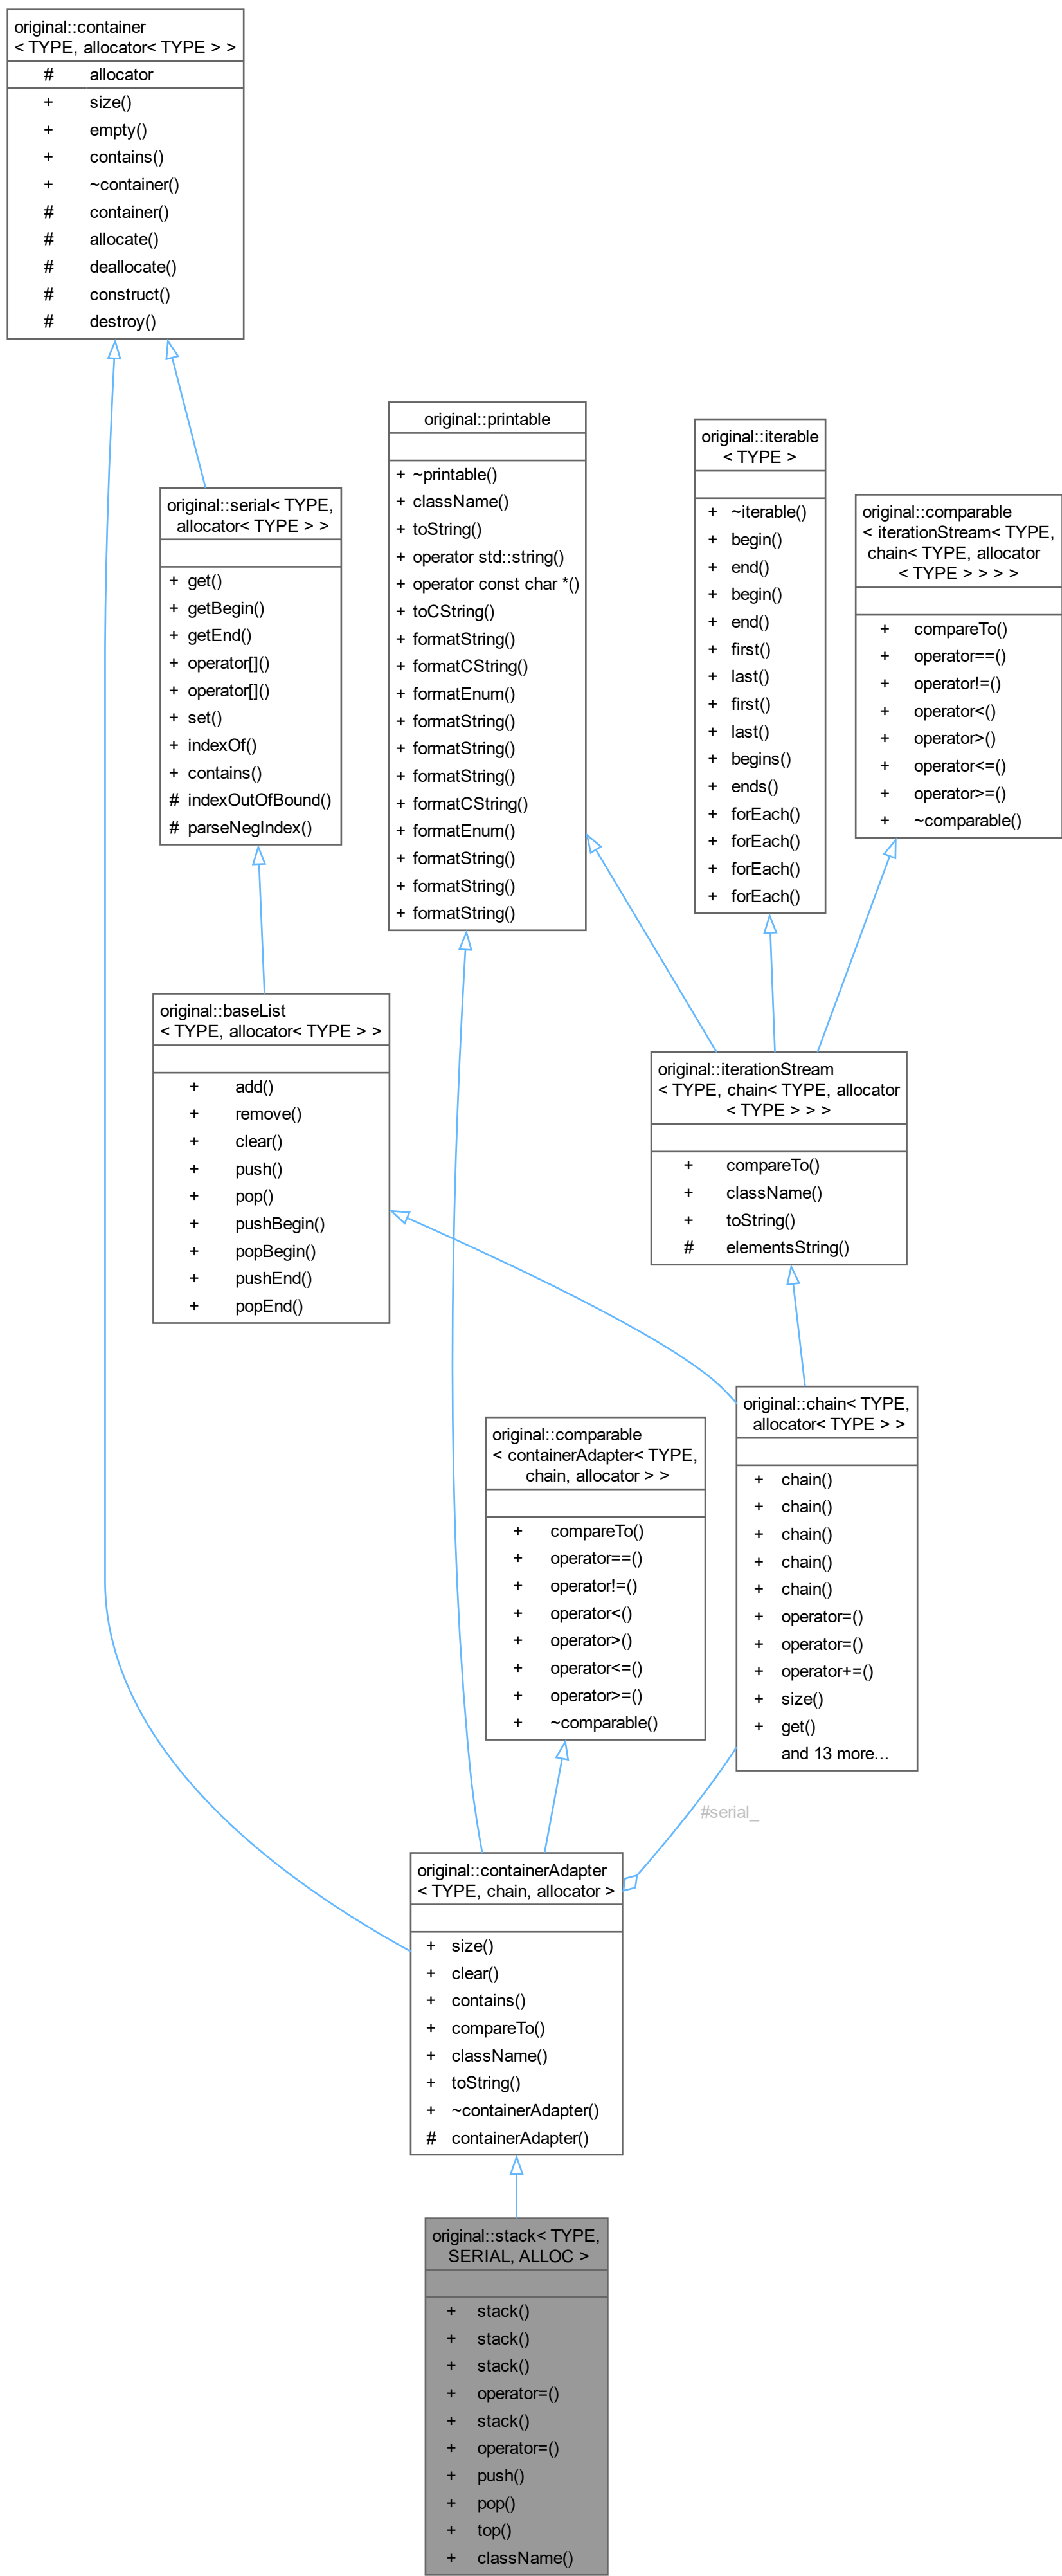 original::container
< TYPE, allocator< TYPE > >
# allocator
+ size()
+ empty()
+ contains()
+ ~container()
# container()
# allocate()
# deallocate()
# construct()
# destroy()
original::printable
+ ~printable()
+ className()
+ toString()
+ operator std::string()
+ operator const char *()
+ toCString()
+ formatString()
+ formatCString()
+ formatEnum()
+ formatString()
+ formatString()
+ formatString()
+ formatCString()
+ formatEnum()
+ formatString()
+ formatString()
+ formatString()
original::iterable
< TYPE >
+ ~iterable()
+ begin()
+ end()
+ begin()
+ end()
+ first()
+ last()
+ first()
+ last()
+ begins()
+ ends()
+ forEach()
+ forEach()
+ forEach()
+ forEach()
original::serial< TYPE,
allocator< TYPE > >
+ get()
+ getBegin()
+ getEnd()
+ operator[]()
+ operator[]()
+ set()
+ indexOf()
+ contains()
# indexOutOfBound()
# parseNegIndex()
original::comparable
< iterationStream< TYPE,
chain< TYPE, allocator
< TYPE > > > >
+ compareTo()
+ operator==()
+ operator!=()
+ operator<()
+ operator>()
+ operator<=()
+ operator>=()
+ ~comparable()
original::baseList
< TYPE, allocator< TYPE > >
+ add()
+ remove()
+ clear()
+ push()
+ pop()
+ pushBegin()
+ popBegin()
+ pushEnd()
+ popEnd()
original::iterationStream
< TYPE, chain< TYPE, allocator
< TYPE > > >
+ compareTo()
+ className()
+ toString()
# elementsString()
original::chain< TYPE,
allocator< TYPE > >
+ chain()
+ chain()
+ chain()
+ chain()
+ chain()
+ operator=()
+ operator=()
+ operator+=()
+ size()
+ get()
and 13 more...
original::comparable
< containerAdapter< TYPE,
chain, allocator > >
+ compareTo()
+ operator==()
+ operator!=()
+ operator<()
+ operator>()
+ operator<=()
+ operator>=()
+ ~comparable()
#serial_
original::containerAdapter
< TYPE, chain, allocator >
+ size()
+ clear()
+ contains()
+ compareTo()
+ className()
+ toString()
+ ~containerAdapter()
# containerAdapter()
original::stack< TYPE,
SERIAL, ALLOC >
+ stack()
+ stack()
+ stack()
+ operator=()
+ stack()
+ operator=()
+ push()
+ pop()
+ top()
+ className()